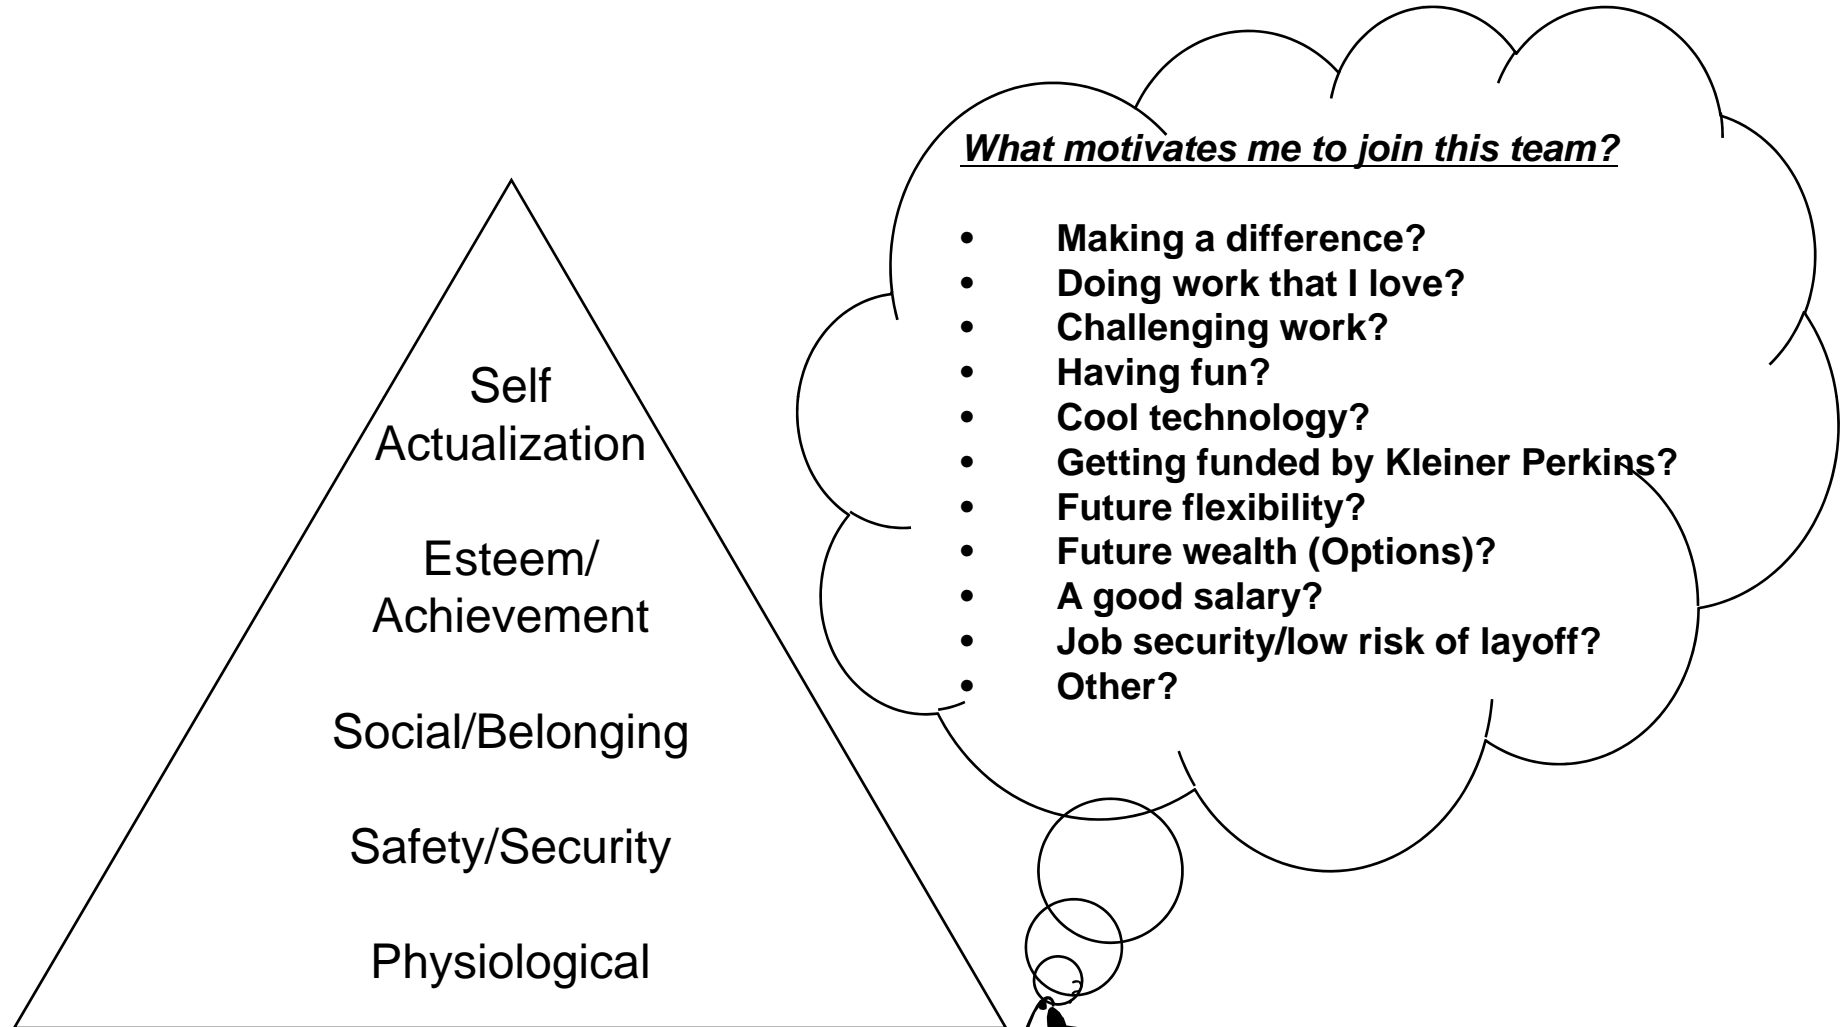 Self
Actualization
Esteem/
Achievement
Social/Belonging
Safety/Security
Physiological
What motivates me to join this team?
• Making a difference?
• Doing work that I love?
• Challenging work?
• Having fun?
• Cool technology?
• Getting funded by Kleiner Perkins?
• Future flexibility?
• Future wealth (Options)?
• A good salary?
• Job security/low risk of layoff?
• Other?